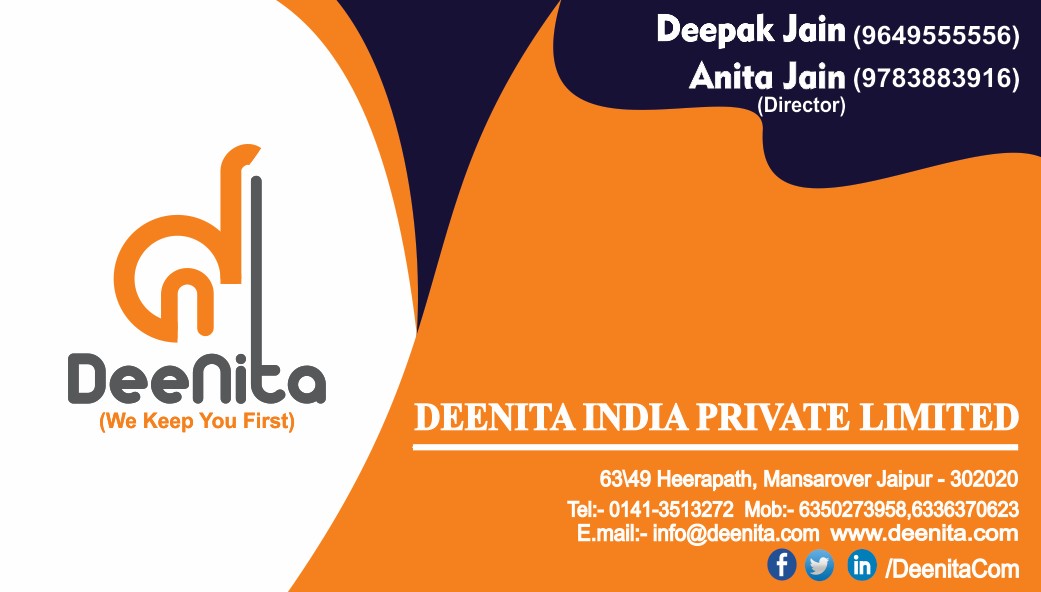 Deepak Jain (9649555556)
Anita Jain (9783883916)
(Director)
DeeNita
(We Keep You First)
DEENITA INDIA PRIVATE LIMITED
63\49 Heerapath, Mansarover Jaipur - 302020
Tel:- 0141-3513272 Mob:- 6350273958,6336370623
E.mail:- info@deenita.com www.deenita.com
f in /DeenitaCom